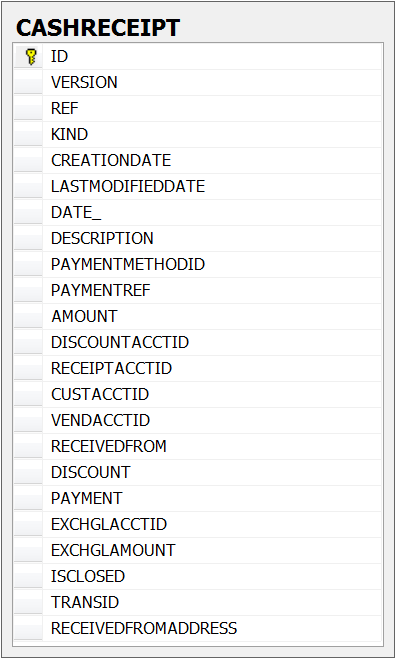 CASHRECEIPT
ID
VERSION
REF
KIND
CREATIONDATE
LASTMODIFIEDDATE
DATE_
DESCRIPTION
PAYMENTMETHODID
PAYMENTREF
AMOUNT
DISCOUNTACCTID
RECEIPTACCTID
CUSTACCTID
VENDACCTID
RECEIVEDFROM
DISCOUNT
PAYMENT
EXCHGLACCTID
EXCHGLAMOUNT
ISCLOSED
TRANSID
RECEIVEDFROMADDRESS